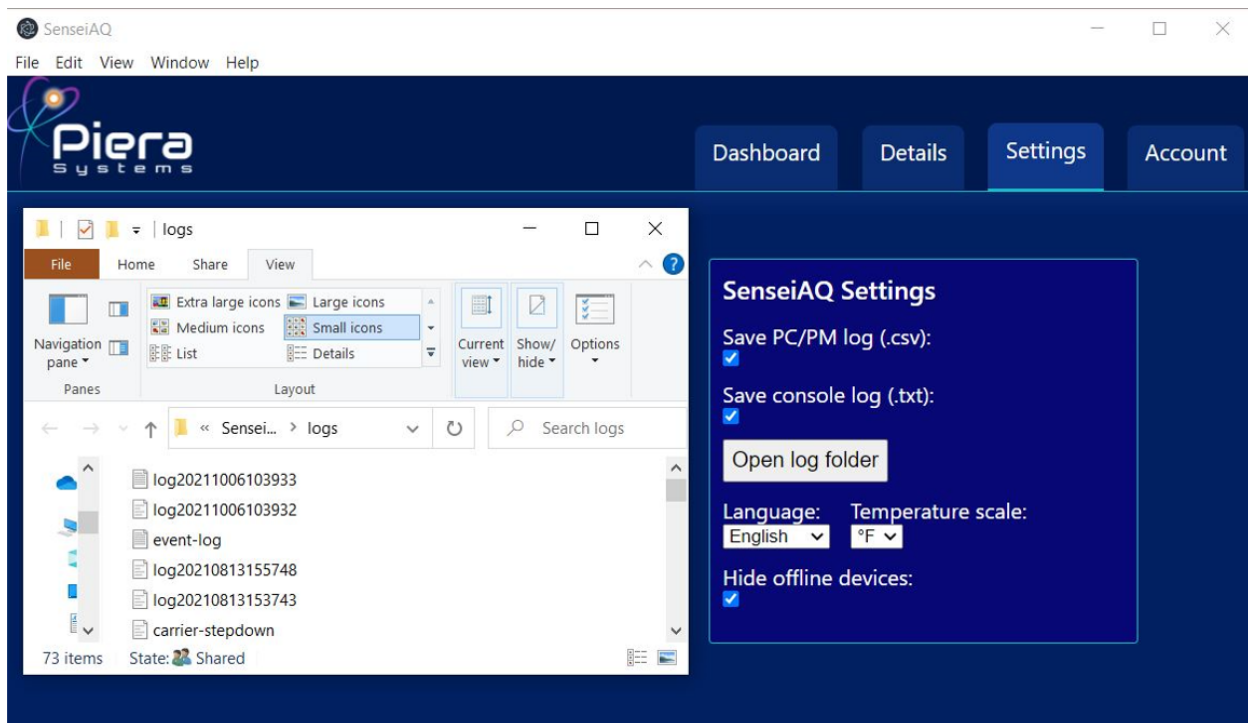 SenseiAQ
File Edit View Window Help
Piera
Systems
Dashboard Details Settings Account
logs
File Home Share View
?
Extra large icons Large icons
Medium icons Small icons
List Details
Navigation
pane
Current
view
Show/
hide
Options
Panes Layout
« Sensei... > logs
Search logs
log20211006103933
log20211006103932
event-log
log20210813155748
log20210813153743
carrier-stepdown
73 items State: Shared
SenseiAQ Settings
Save PC/PM log (.csv):
Save console log (.txt):
Open log folder
Language: Temperature scale:
English °F
Hide offline devices: